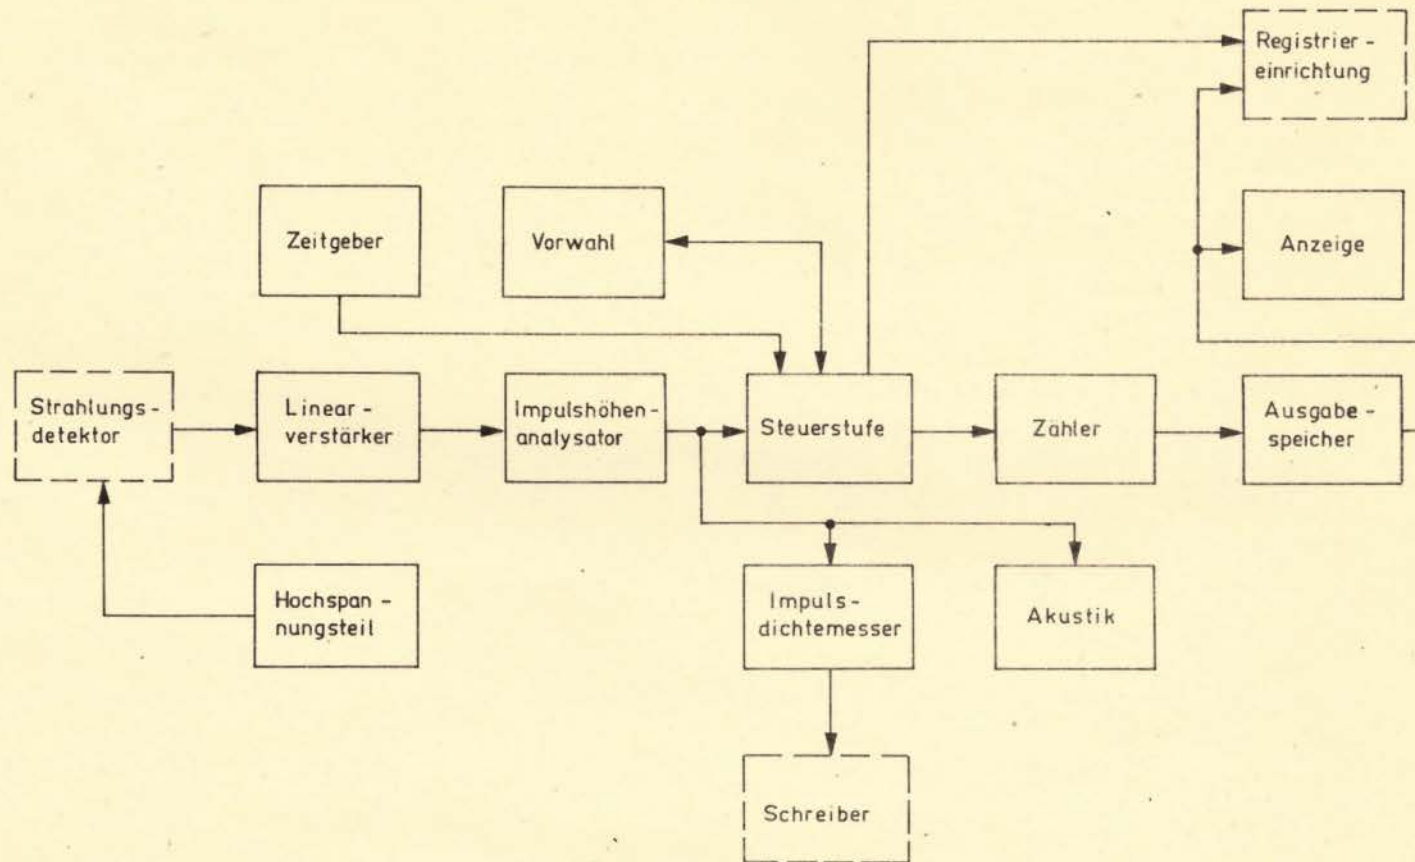 Registrier -
einrichtung
Zeitgeber
Vorwahl
Anzeige
Strahlungs -
detektor
Linear -
verstärker
Impulshöhen -
analysator
Steuerstufe
Zähler
Ausgabe -
speicher
Hochspan -
nungsteil
Impuls -
dichtemesser
Akustik
Schreiber